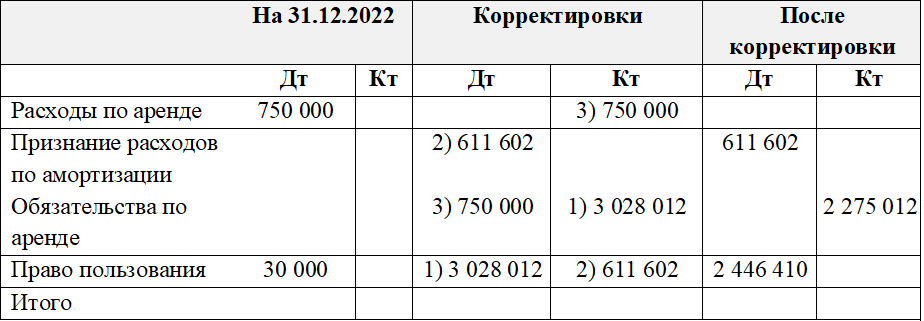 На 31.12.2022 Корректировки После
корректировки
Дт Кт Дт Кт Дт Кт
Расходы по аренде 750 000 3) 750 000
Признание расходов 2) 611 602 611 602
по амортизации
Обязательства по 3) 750 000 1) 3 028 012 2 275 012
аренде
Право пользования 30 000 1) 3 028 012 2) 611 602 2 446 410
Итого